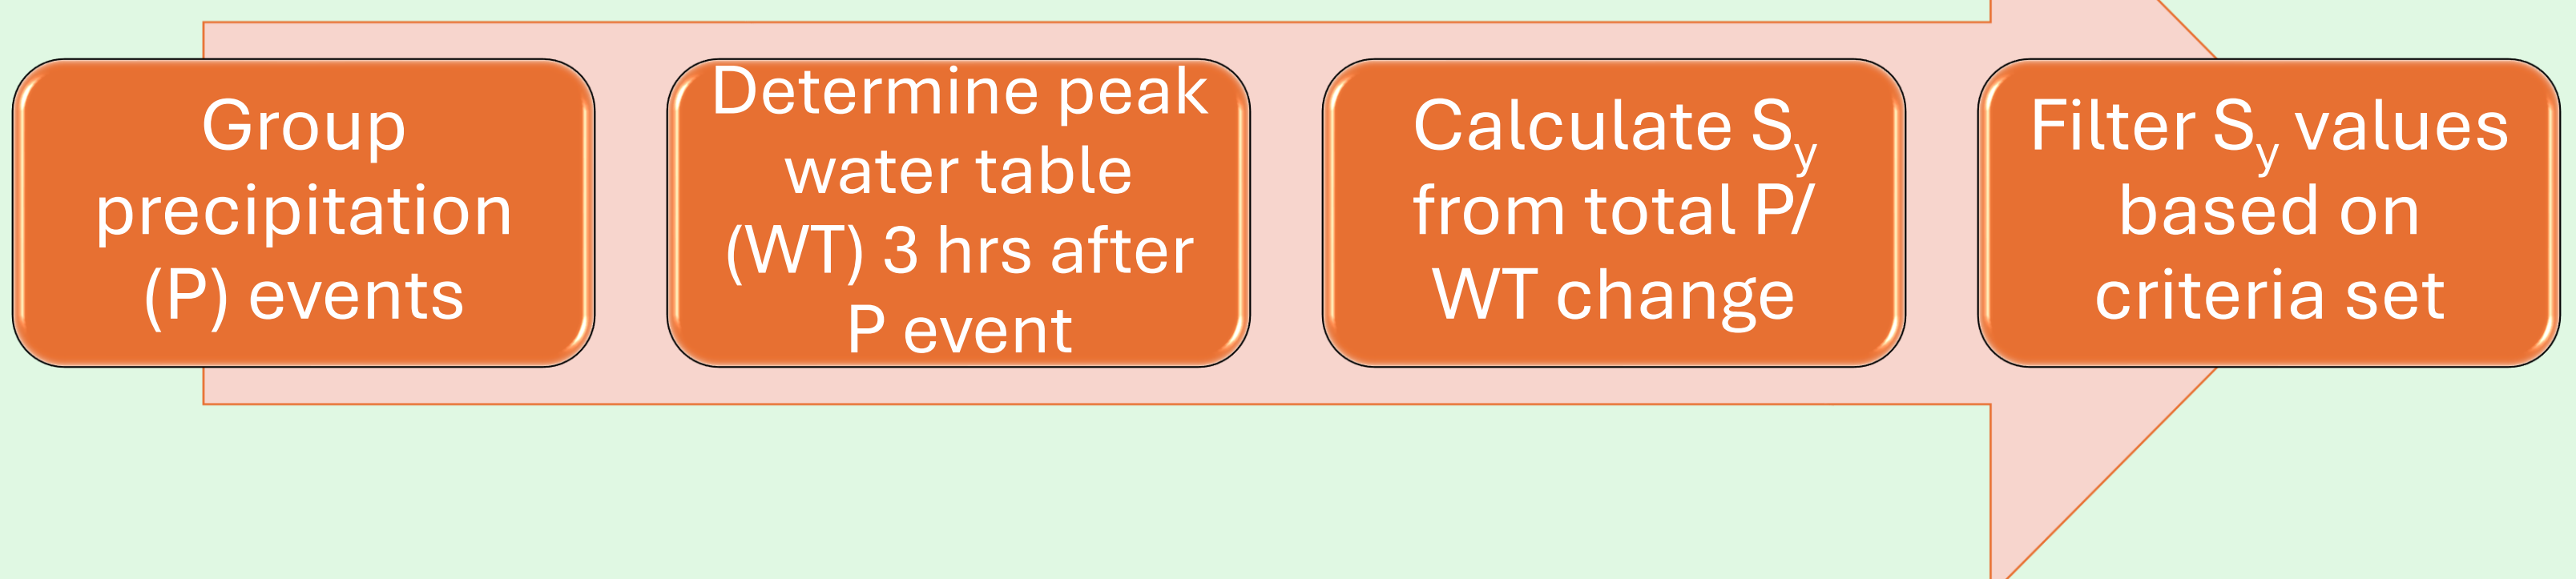 Group
precipitation
(P) events
Determine peak
water table
(WT) 3 hrs after
P event
Calculate Sy
from total P/
WT change
Filter Sy values
based on
criteria set